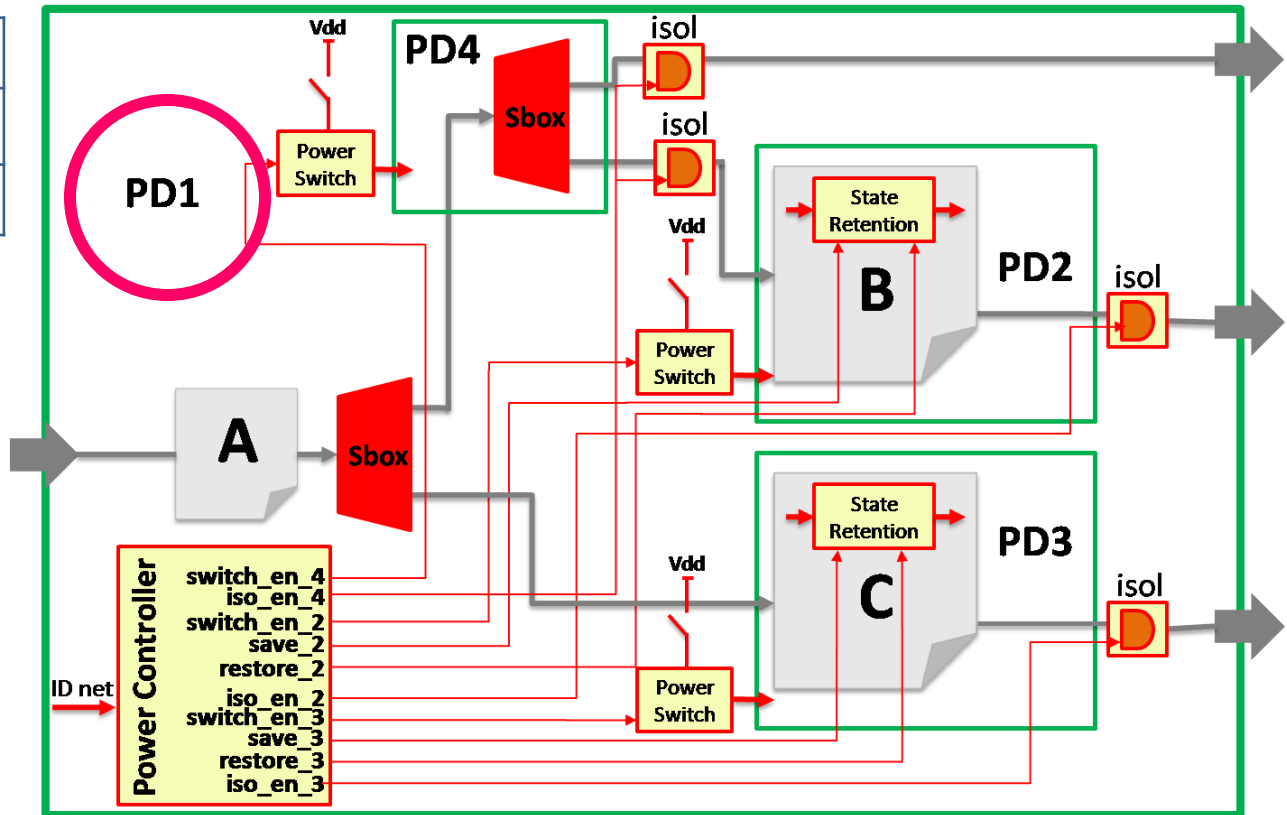 Vdd
PD4
isol
Sbox
Power
Switch
PD1
isol
State
Retention
Vdd
B
PD2
isol
Power
Switch
A
Sbox
State
Retention
PD3
Vdd
C
isol
Power
Switch
Power Controller
ID net
switch_en_4
iso_en_4
switch_en_2
save_2
restore_2
iso_en_2
switch_en_3
save_3
restore_3
iso_en_3